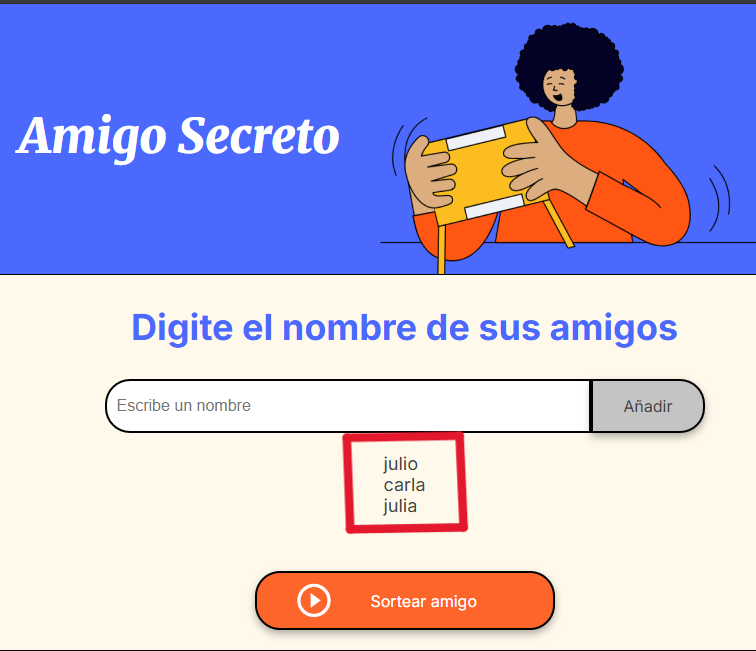 Amigo Secreto
Digite el nombre de sus amigos
Escribe un nombre
Añadir
julio
carla
julia
Sortear amigo